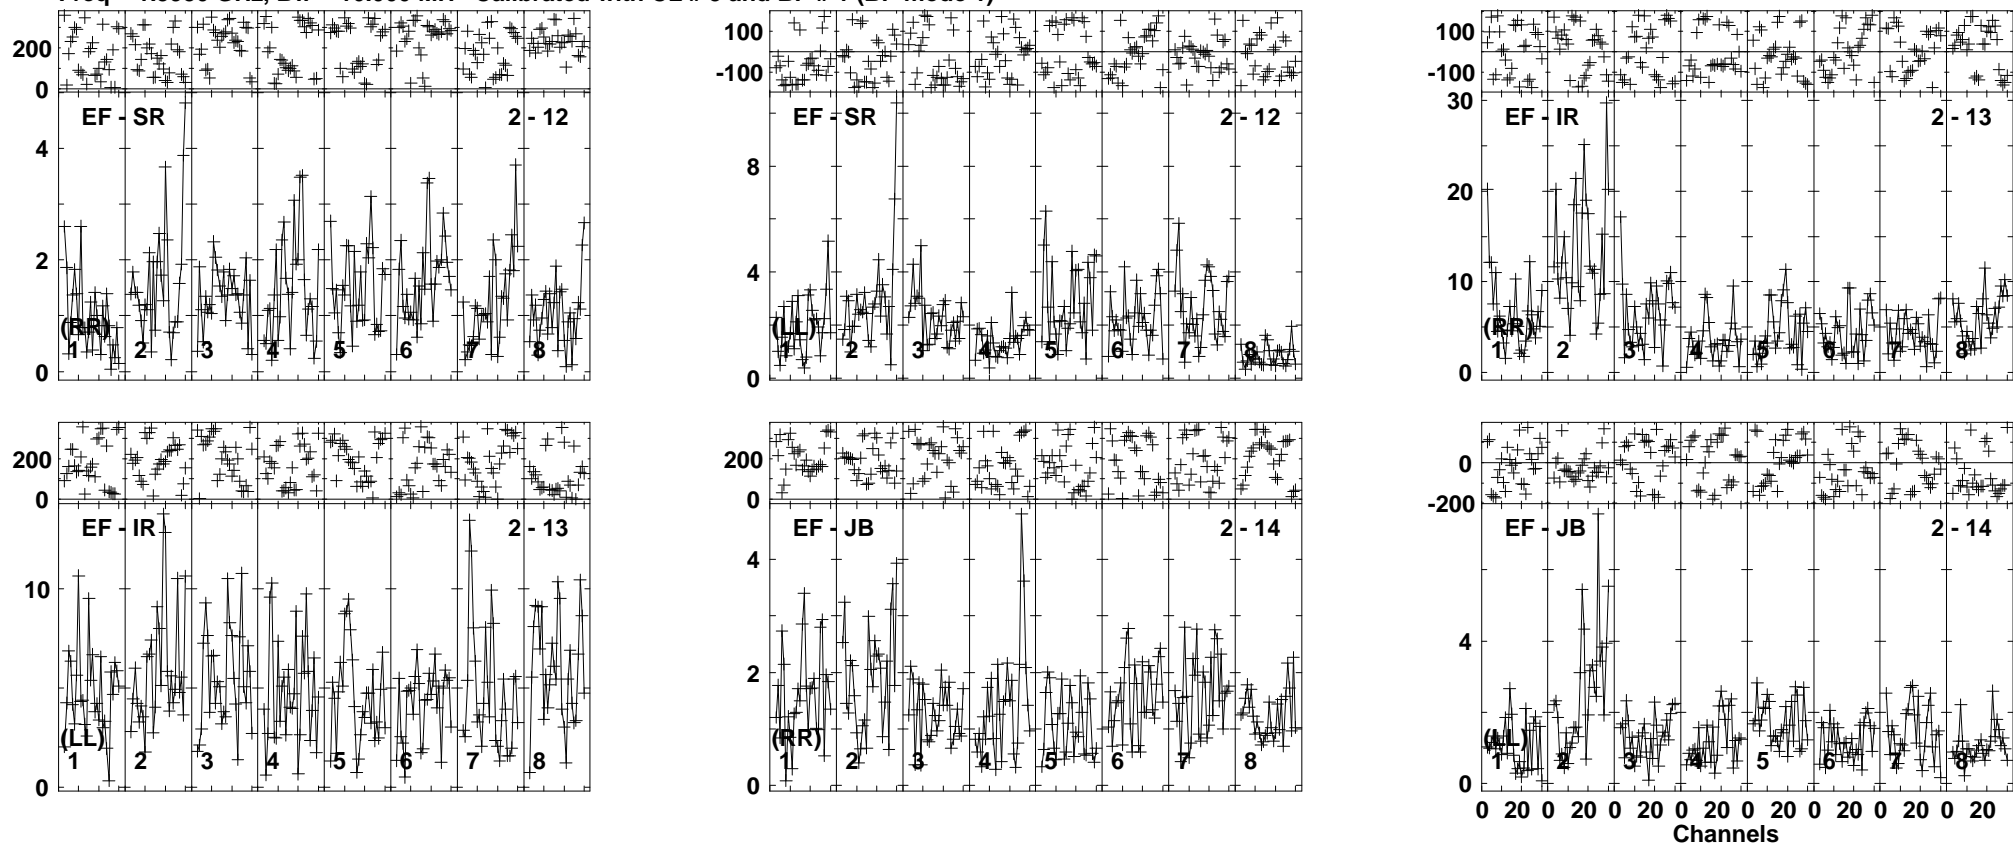 200
0
EF - SR
2 - 12
4
2
0
(RR)
1 2 3 4 5 6 7 8
100
-100
EF - SR
2 - 12
8
4
0
(LL)
1 2 3 4 5 6 7 8
100
-100
30
EF - IR
2 - 13
20
10
0
(RR)
1 2 3 4 5 6 7 8
200
0
EF - IR
2 - 13
10
0
(LL)
1 2 3 4 5 6 7 8
200
0
EF - JB
2 - 14
4
2
0
(RR)
1 2 3 4 5 6 7 8
0
-200
EF - JB
2 - 14
4
0
(LL)
1 2 3 4 5 6 7 8
0 20 0 20 0 20 0 20 0 20 0 20 0 20 0 20
Channels